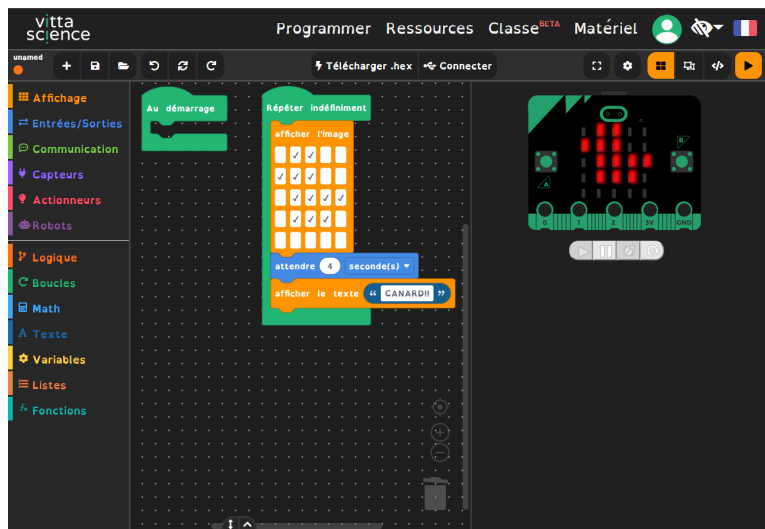 vitta
science
Programmer Ressources Classe BETA Matériel
unamed
Télécharger .hex Connecter
Affichage
Entrées/Sorties
Communication
Capteurs
Actionneurs
Robots
Logique
Boucles
Math
Texte
Variables
Listes
Fonctions
Au démarrage
Répéter indéfiniment
afficher l'image
attendre 4 seconde(s)
afficher le texte “ CANARD!! ”
A
B
0 1 2 3V GND